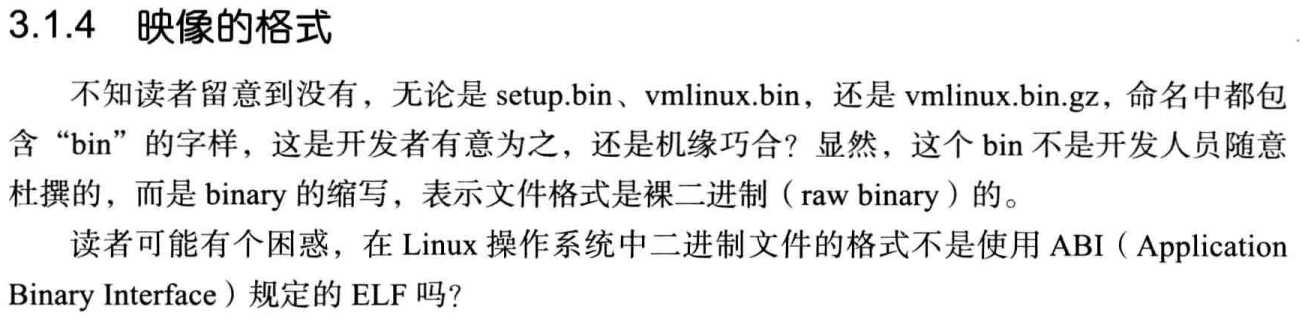 3.1.4 映像的格式
不知读者留意到没有，无论是 setup.bin、vmlinux.bin，还是 vmlinux.bin.gz，命名中都包
含“bin”的字样，这是开发者有意为之，还是机缘巧合？显然，这个 bin 不是开发人员随意
杜撰的，而是 binary 的缩写，表示文件格式是裸二进制（raw binary）的。
读者可能有个困惑，在 Linux 操作系统中二进制文件的格式不是使用 ABI（Application
Binary Interface）规定的 ELF 吗？